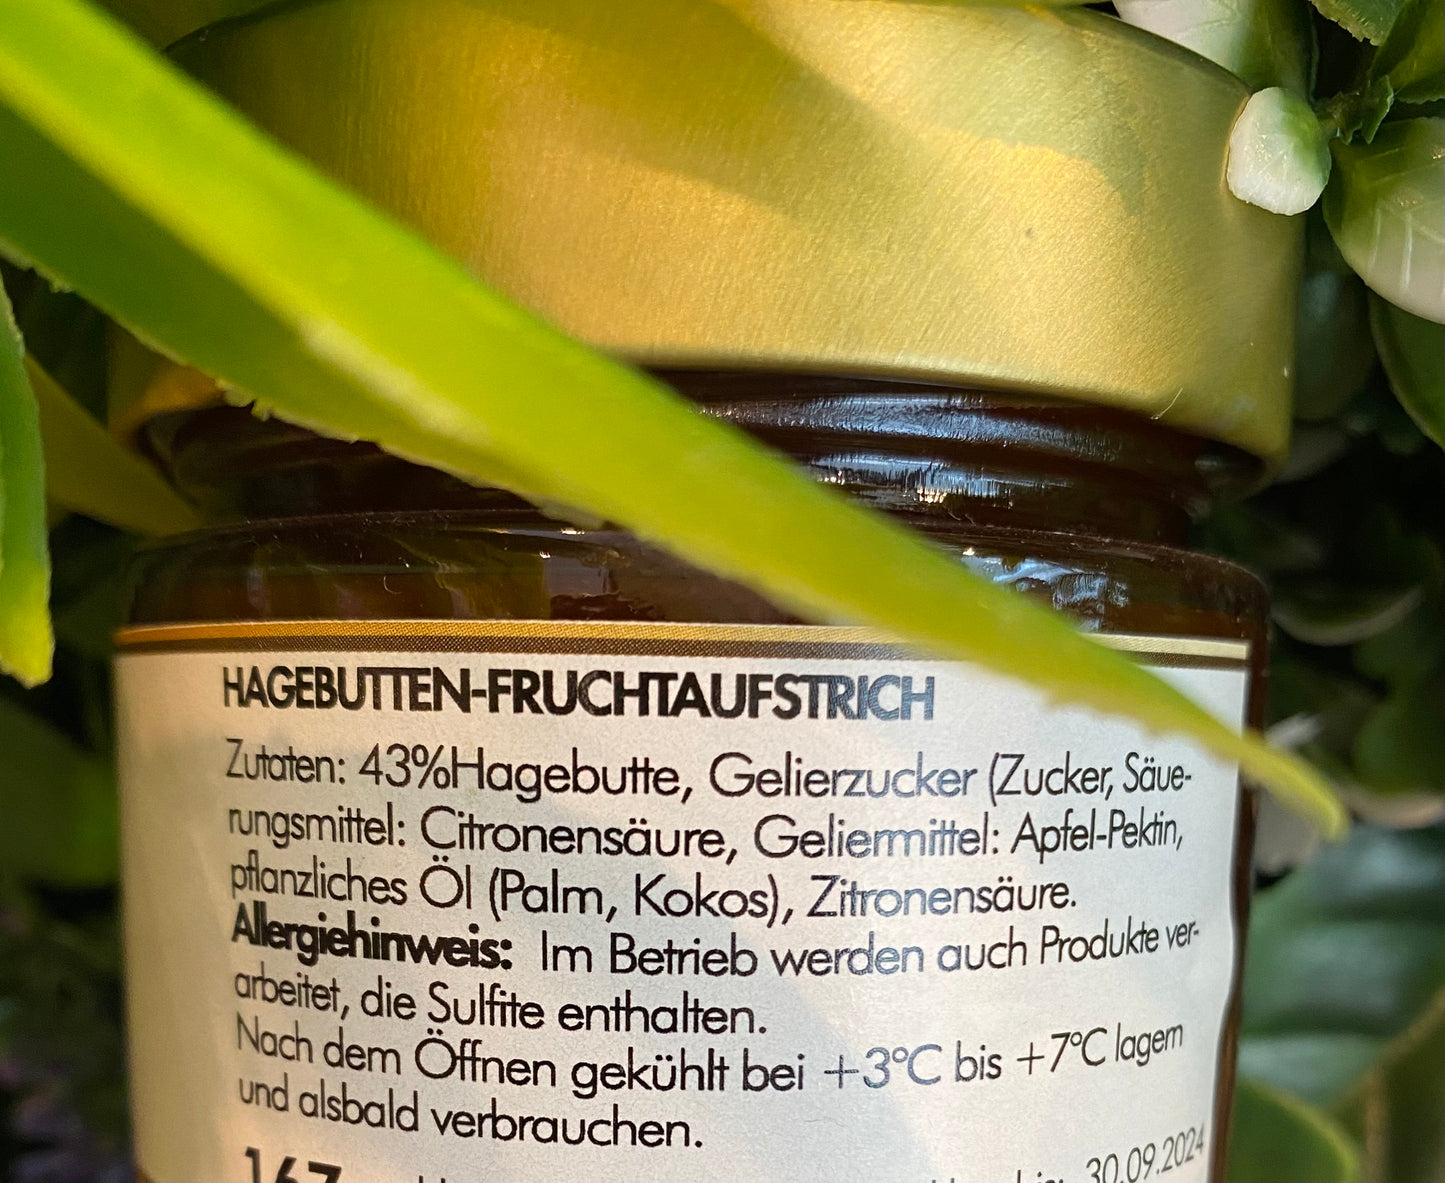 HAGEBUTTEN-FRUCHTAUFSTRICH
Zutaten: 43%Hagebutte, Gelierzucker (Zucker, Säue-
rungsmittel: Citronensäure, Geliermittel: Apfel-Pektin,
pflanzliches Öl (Palm, Kokos), Zitronensäure.
Allergiehinweis: Im Betrieb werden auch Produkte ver-
arbeitet, die Sulfite enthalten.
Nach dem Öffnen gekühlt bei +3°C bis +7°C lagern
und alsbald verbrauchen.
167 30.09.2024